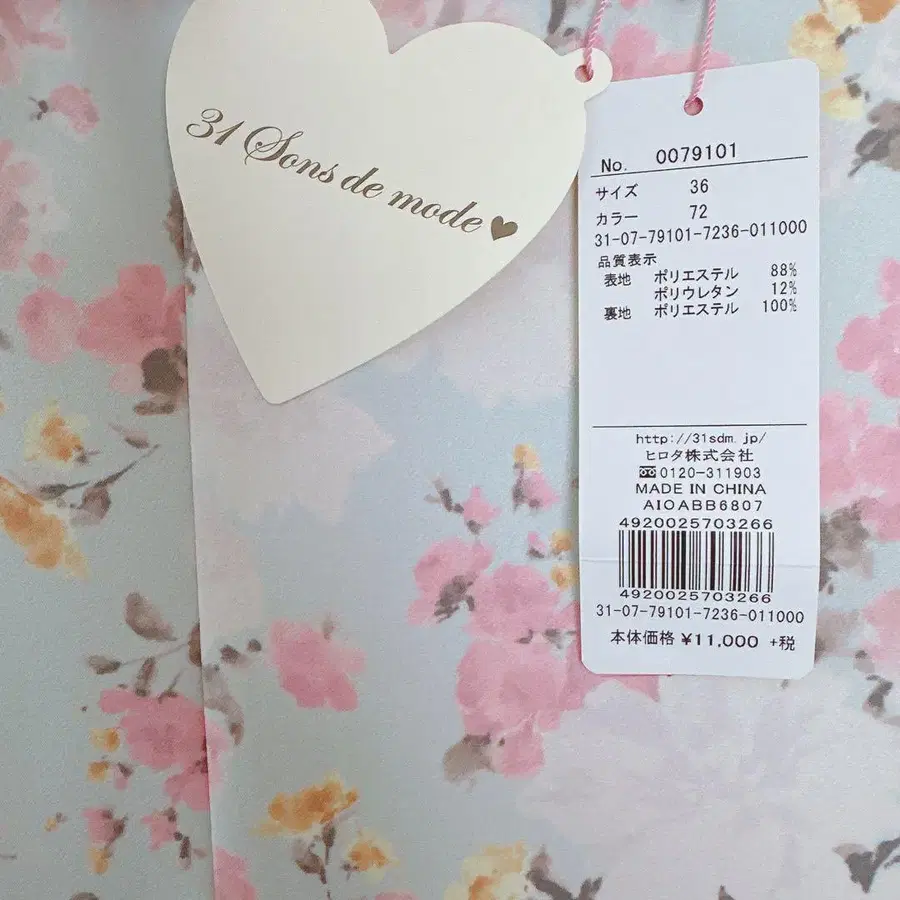 31 Sons de mode♥
No. 0079101
サイズ 36
カラー 72
31-07-79101-7236-011000
品質表示
表地 ポリエステル 88%
ポリウレタン 12%
裏地 ポリエステル 100%
http://31sdm.jp/
ヒロタ株式会社
0120-311903
MADE IN CHINA
AIOABB6807
4920025703266
4920025703266
31-07-79101-7236-011000
本体価格 ¥11,000 +税